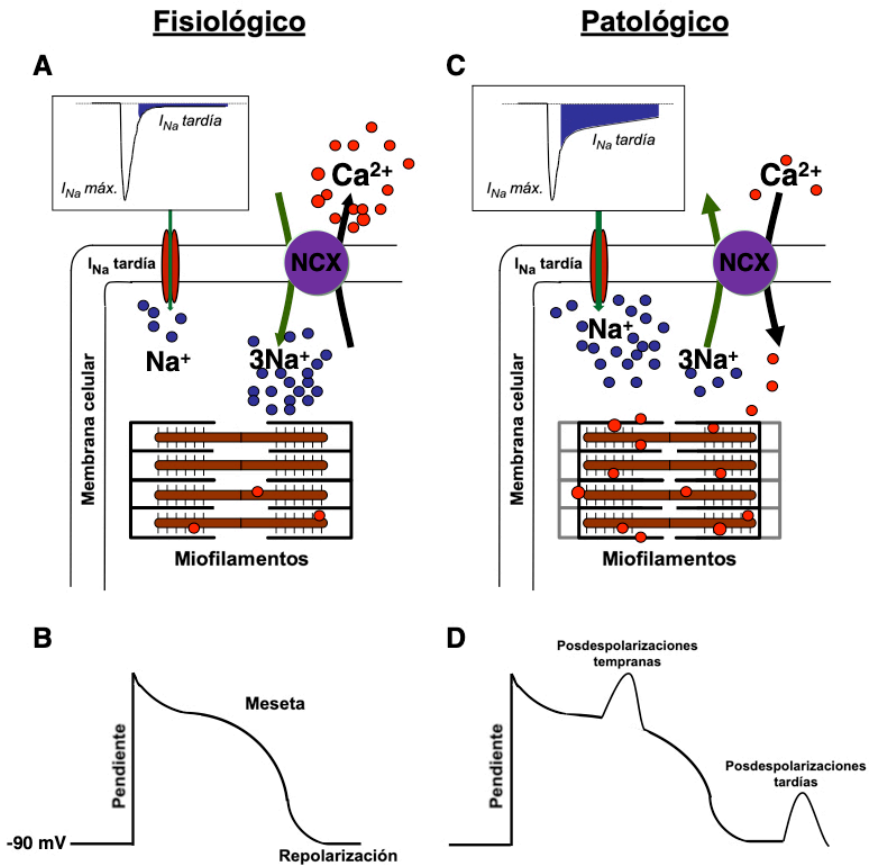 Fisiológico
A
I_Na tardía
I_Na máx.
Ca²⁺
I_Na tardía
NCX
Na⁺
3Na⁺
Membrana celular
Miofilamentos
B
Meseta
Pendiente
-90 mV
Repolarización
Patológico
C
I_Na tardía
I_Na máx.
Ca²⁺
I_Na tardía
NCX
Na⁺
3Na⁺
Membrana celular
Miofilamentos
D
Posdespolarizaciones
tempranas
Pendiente
Posdespolarizaciones
tardías